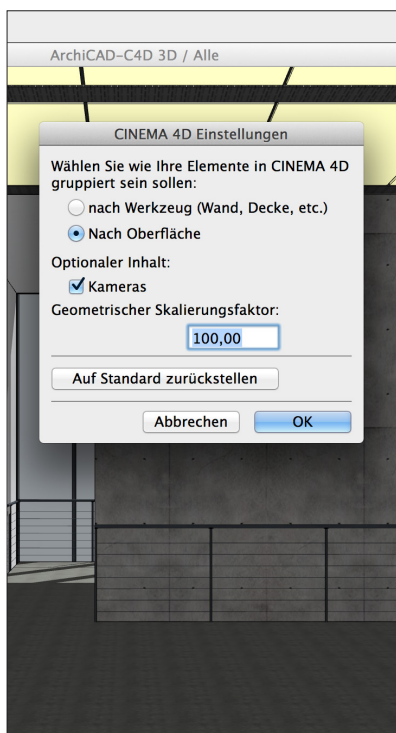 ArchiCAD-C4D 3D / Alle
CINEMA 4D Einstellungen
Wählen Sie wie Ihre Elemente in CINEMA 4D
gruppiert sein sollen:
nach Werkzeug (Wand, Decke, etc.)
Nach Oberfläche
Optionaler Inhalt:
Kameras
Geometrischer Skalierungsfaktor:
100,00
Auf Standard zurückstellen
Abbrechen OK